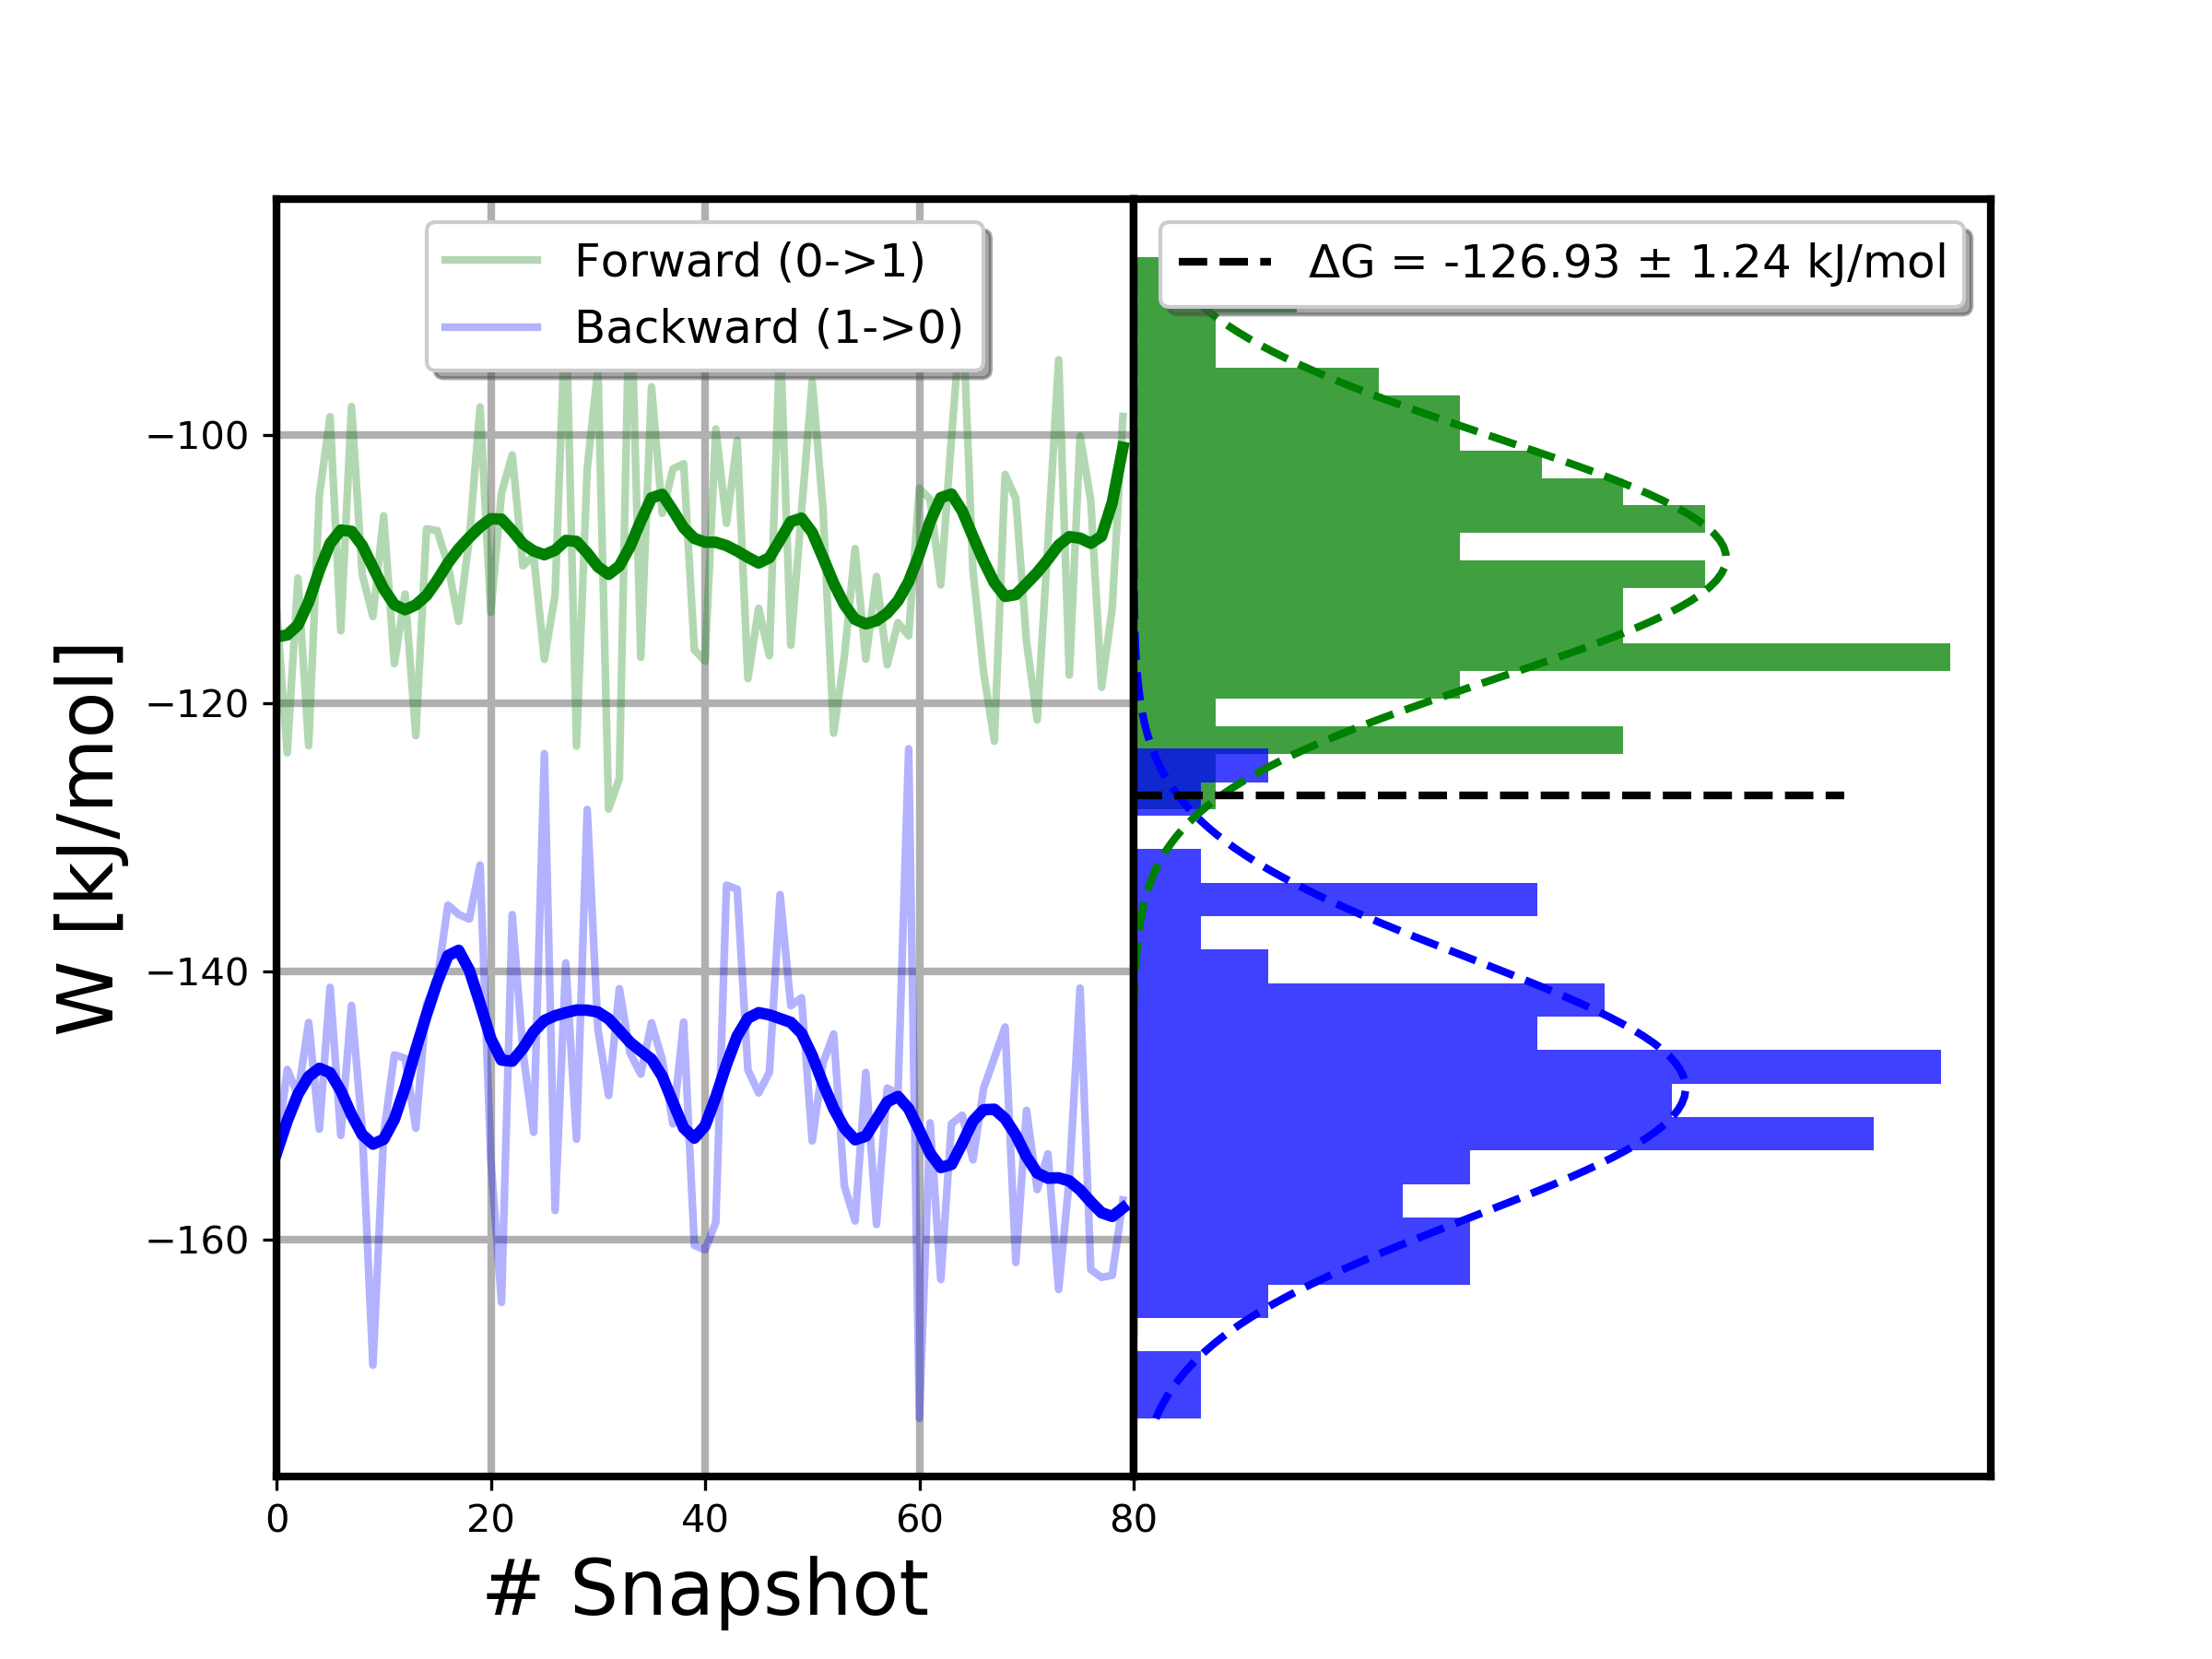 Forward (0->1)
Backward (1->0)
ΔG = -126.93 ± 1.24 kJ/mol
W [kJ/mol]
−100
−120
−140
−160
0 20 40 60 80
# Snapshot